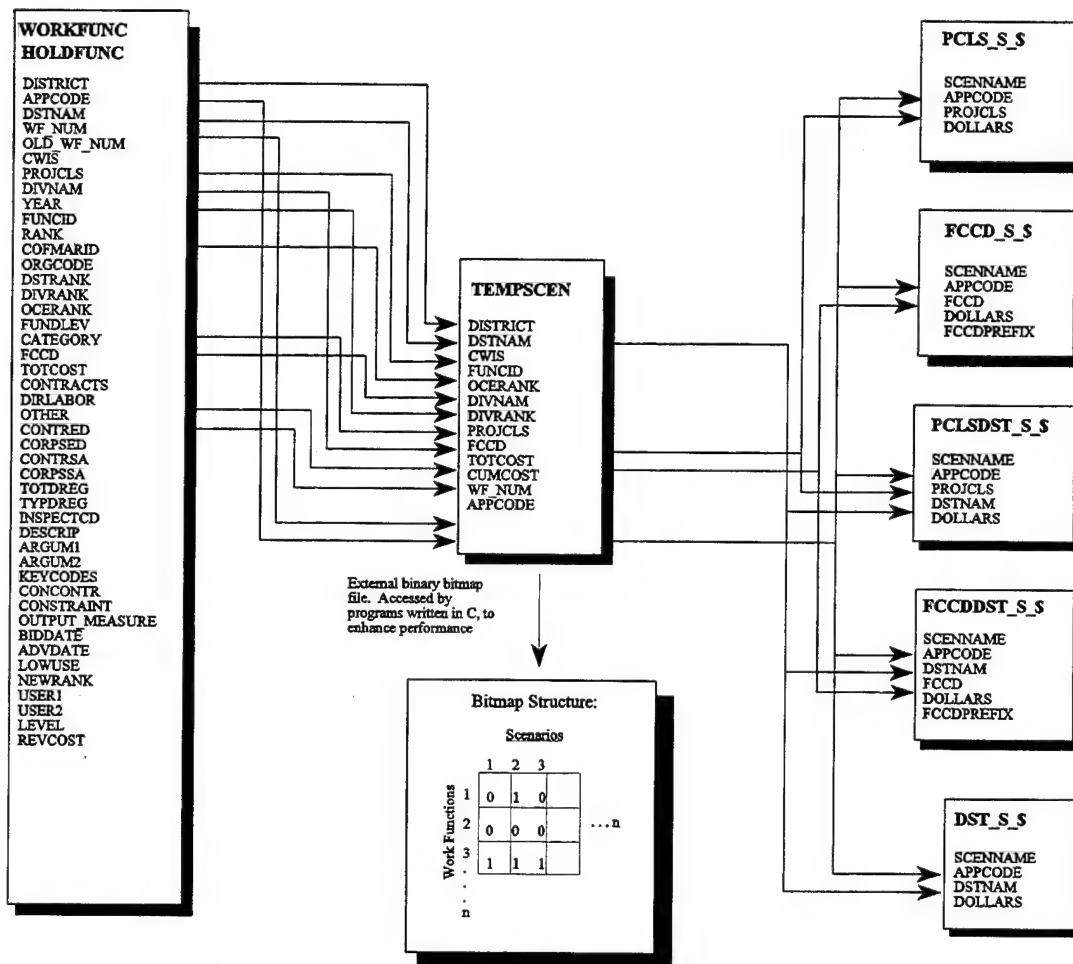 WORKFUNC
HOLDFUNC
DISTRICT
APPCODE
DSTNAM
WF_NUM
OLD_WF_NUM
CWIS
PROJCLS
DIVNAM
YEAR
FUNCID
RANK
COFMARID
ORGCODE
DSTRANK
DIVRANK
OCERANK
FUNDLEV
CATEGORY
FCCD
TOTCOST
CONTRACTS
DIRLABOR
OTHER
CONTRED
CORPSED
CONTRSA
CORPSSA
TOTDREG
TYPDREG
INSPECTCD
DESCRIP
ARGUM1
ARGUM2
KEYCODES
CONCONTR
CONSTRAINT
OUTPUT_MEASURE
BIDDATE
ADVDATE
LOWUSE
NEWRANK
USER1
USER2
LEVEL
REVCOST
TEMPSCEN
DISTRICT
DSTNAM
CWIS
FUNCID
OCERANK
DIVNAM
DIVRANK
PROJCLS
FCCD
TOTCOST
CUMCOST
WF_NUM
APPCODE
External binary bitmap
file. Accessed by
programs written in C, to
enhance performance
Bitmap Structure:
Scenarios
1 2 3
Work Functions
1 0 1 0
2 0 0 0 ...n
3 1 1 1
.
.
.
n
PCLS_S_$
SCENNAME
APPCODE
PROJCLS
DOLLARS
FCCD_S_$
SCENNAME
APPCODE
FCCD
DOLLARS
FCCDPREFIX
PCLSDST_S_$
SCENNAME
APPCODE
PROJCLS
DSTNAM
DOLLARS
FCCDDST_S_$
SCENNAME
APPCODE
DSTNAM
FCCD
DOLLARS
FCCDPREFIX
DST_S_$
SCENNAME
APPCODE
DSTNAM
DOLLARS